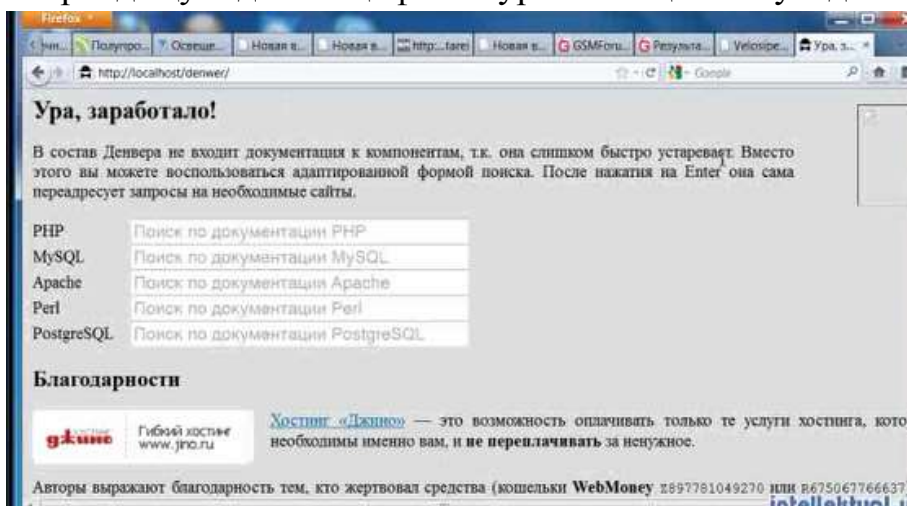 Firefox
Полупро...
Освеще...
Новая в...
Новая в...
http:...tarei
Новая в...
GSMForu...
Результа...
Velosipe...
Ура, з...
http://localhost/denwer/
Google
Ура, заработало!
В состав Денвера не входит документация к компонентам, т.к. она слишком быстро устаревает. Вместо
этого вы можете воспользоваться адаптированной формой поиска. После нажатия на Enter она сама
переадресует запросы на необходимые сайты.
PHP Поиск по документации PHP
MySQL Поиск по документации MySQL
Apache Поиск по документации Apache
Perl Поиск по документации Perl
PostgreSQL Поиск по документации PostgreSQL
Благодарности
джино Гибкий хостинг
www.jino.ru
Хостинг «Джино» — это возможность оплачивать только те услуги хостинга, кото
необходимы именно вам, и не переплачивать за ненужное.
Авторы выражают благодарность тем, кто жертвовал средства (кошельки WebMoney Z897781049270 или R675067766637